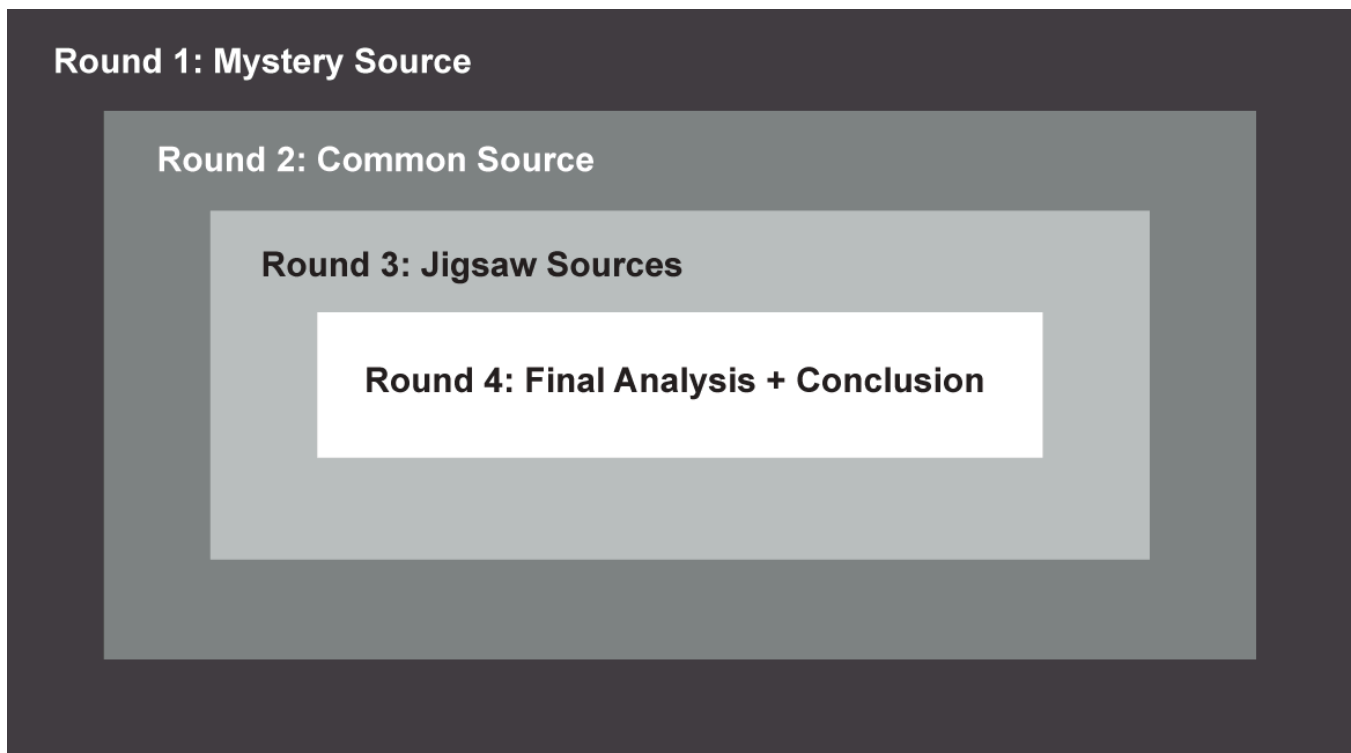 Round 1: Mystery Source
Round 2: Common Source
Round 3: Jigsaw Sources
Round 4: Final Analysis + Conclusion